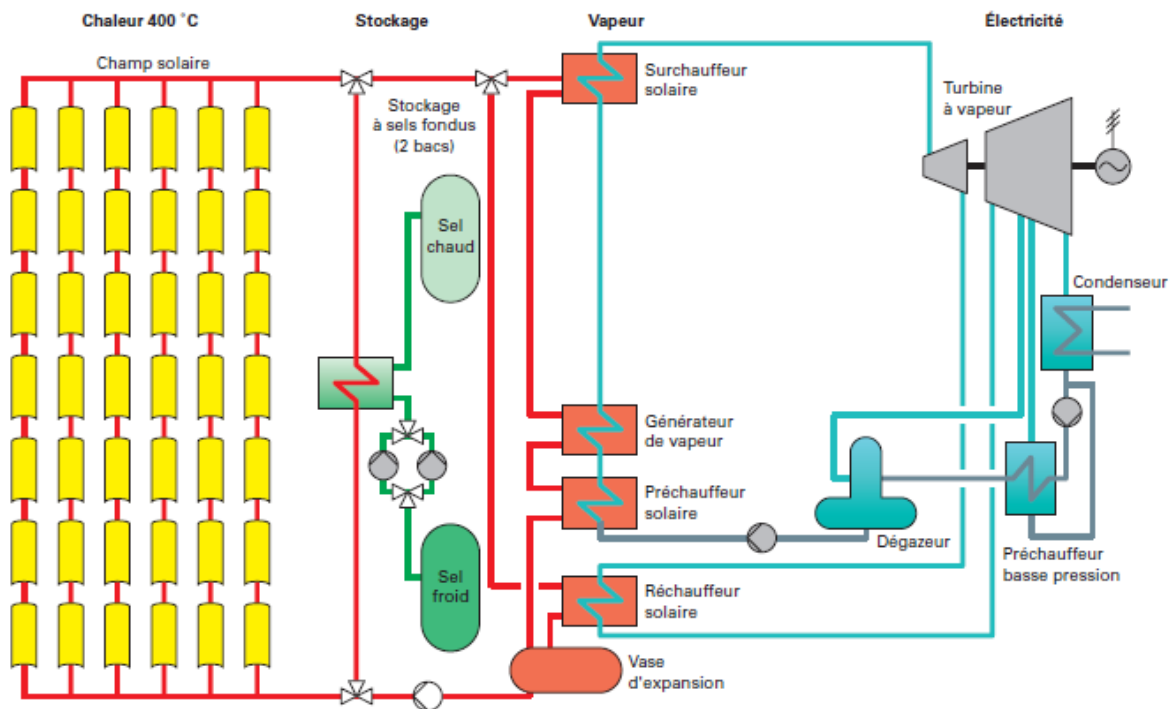 Chaleur 400 °C
Stockage
Vapeur
Électricité
Champ solaire
Stockage
à sels fondus
(2 bacs)
Sel
chaud
Sel
froid
Surchauffeur
solaire
Générateur
de vapeur
Préchauffeur
solaire
Réchauffeur
solaire
Vase
d'expansion
Turbine
à vapeur
Condenseur
Dégazeur
Préchauffeur
basse pression